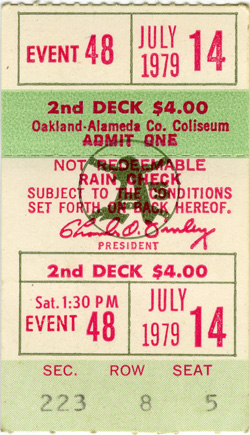 EVENT 48 JULY 1979 14
2nd DECK $4.00
Oakland-Alameda Co. Coliseum
ADMIT ONE
NOT REDEEMABLE
RAIN CHECK
SUBJECT TO THE CONDITIONS
SET FORTH ON BACK HEREOF.
Charles O. Finley
PRESIDENT
2nd DECK $4.00
Sat. 1:30 PM
EVENT 48 JULY 1979 14
SEC. ROW SEAT
223 8 5